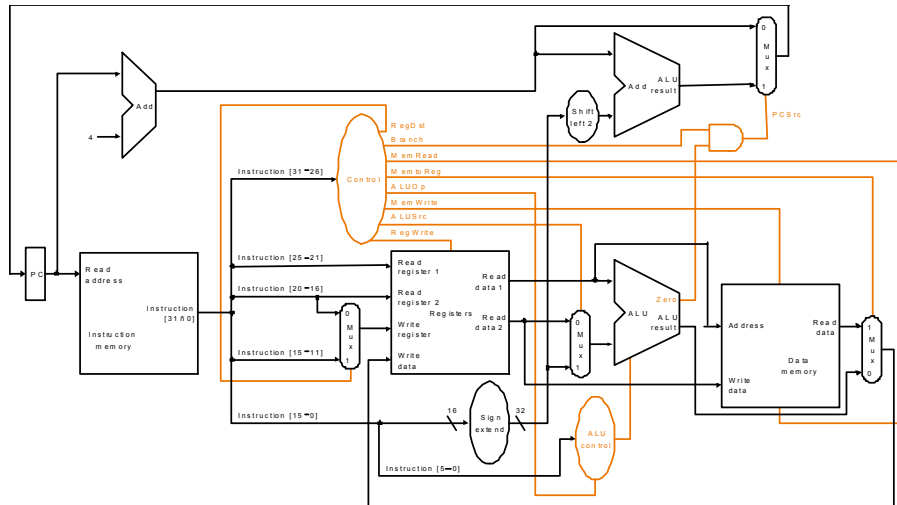 0
M
u
x
1
Add
ALU
result
Add
4
Shift
left 2
PCSrc
RegDst
Branch
MemRead
MemtoReg
ALUOp
MemWrite
ALUSrc
RegWrite
Control
Instruction [31–26]
Instruction [25–21]
Instruction [20–16]
Instruction [15–11]
Instruction [15–0]
Instruction [5–0]
PC
Read
address
Instruction
[31ñ0]
Instruction
memory
0
M
u
x
1
Read
register 1
Read
register 2
Write
register
Write
data
Registers
Read
data 1
Read
data 2
0
M
u
x
1
Zero
ALU
ALU
result
Address
Write
data
Read
data
Data
memory
1
M
u
x
0
16
Sign
extend
32
ALU
control